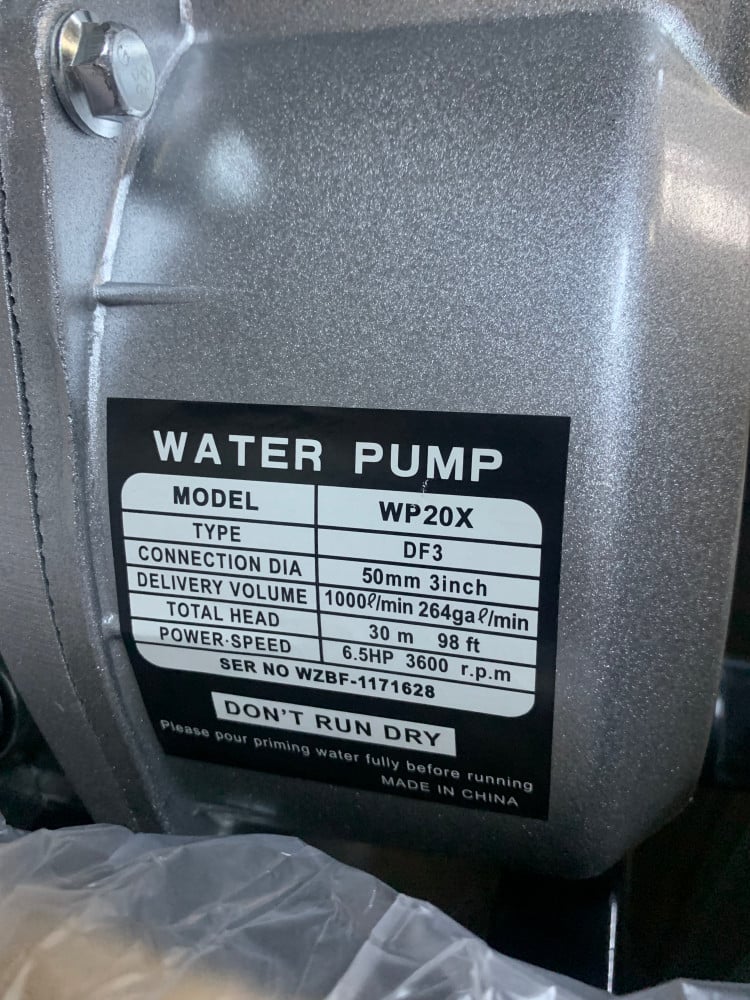 WATER PUMP
MODEL WP20X
TYPE DF3
CONNECTION DIA 50mm 3inch
DELIVERY VOLUME 1000ℓ/min 264gaℓ/min
TOTAL HEAD 30 m 98 ft
POWER·SPEED 6.5HP 3600 r.p.m
SER NO WZBF-1171628
DON'T RUN DRY
Please pour priming water fully before running
MADE IN CHINA